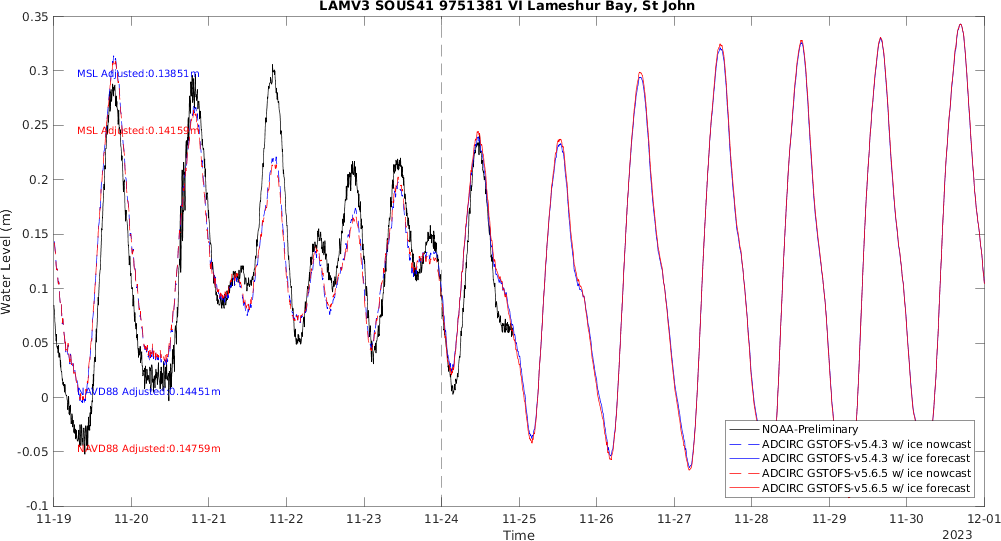 LAMV3 SOUS41 9751381 VI Lameshur Bay, St John
Water Level (m)
0.35
0.3
0.25
0.2
0.15
0.1
0.05
0
-0.05
-0.1
MSL Adjusted:0.13851m
MSL Adjusted:0.14159m
NAVD88 Adjusted:0.14451m
NAVD88 Adjusted:0.14759m
NOAA-Preliminary
ADCIRC GSTOFS-v5.4.3 w/ ice nowcast
ADCIRC GSTOFS-v5.4.3 w/ ice forecast
ADCIRC GSTOFS-v5.6.5 w/ ice nowcast
ADCIRC GSTOFS-v5.6.5 w/ ice forecast
11-19 11-20 11-21 11-22 11-23 11-24 11-25 11-26 11-27 11-28 11-29 11-30 12-01
Time
2023